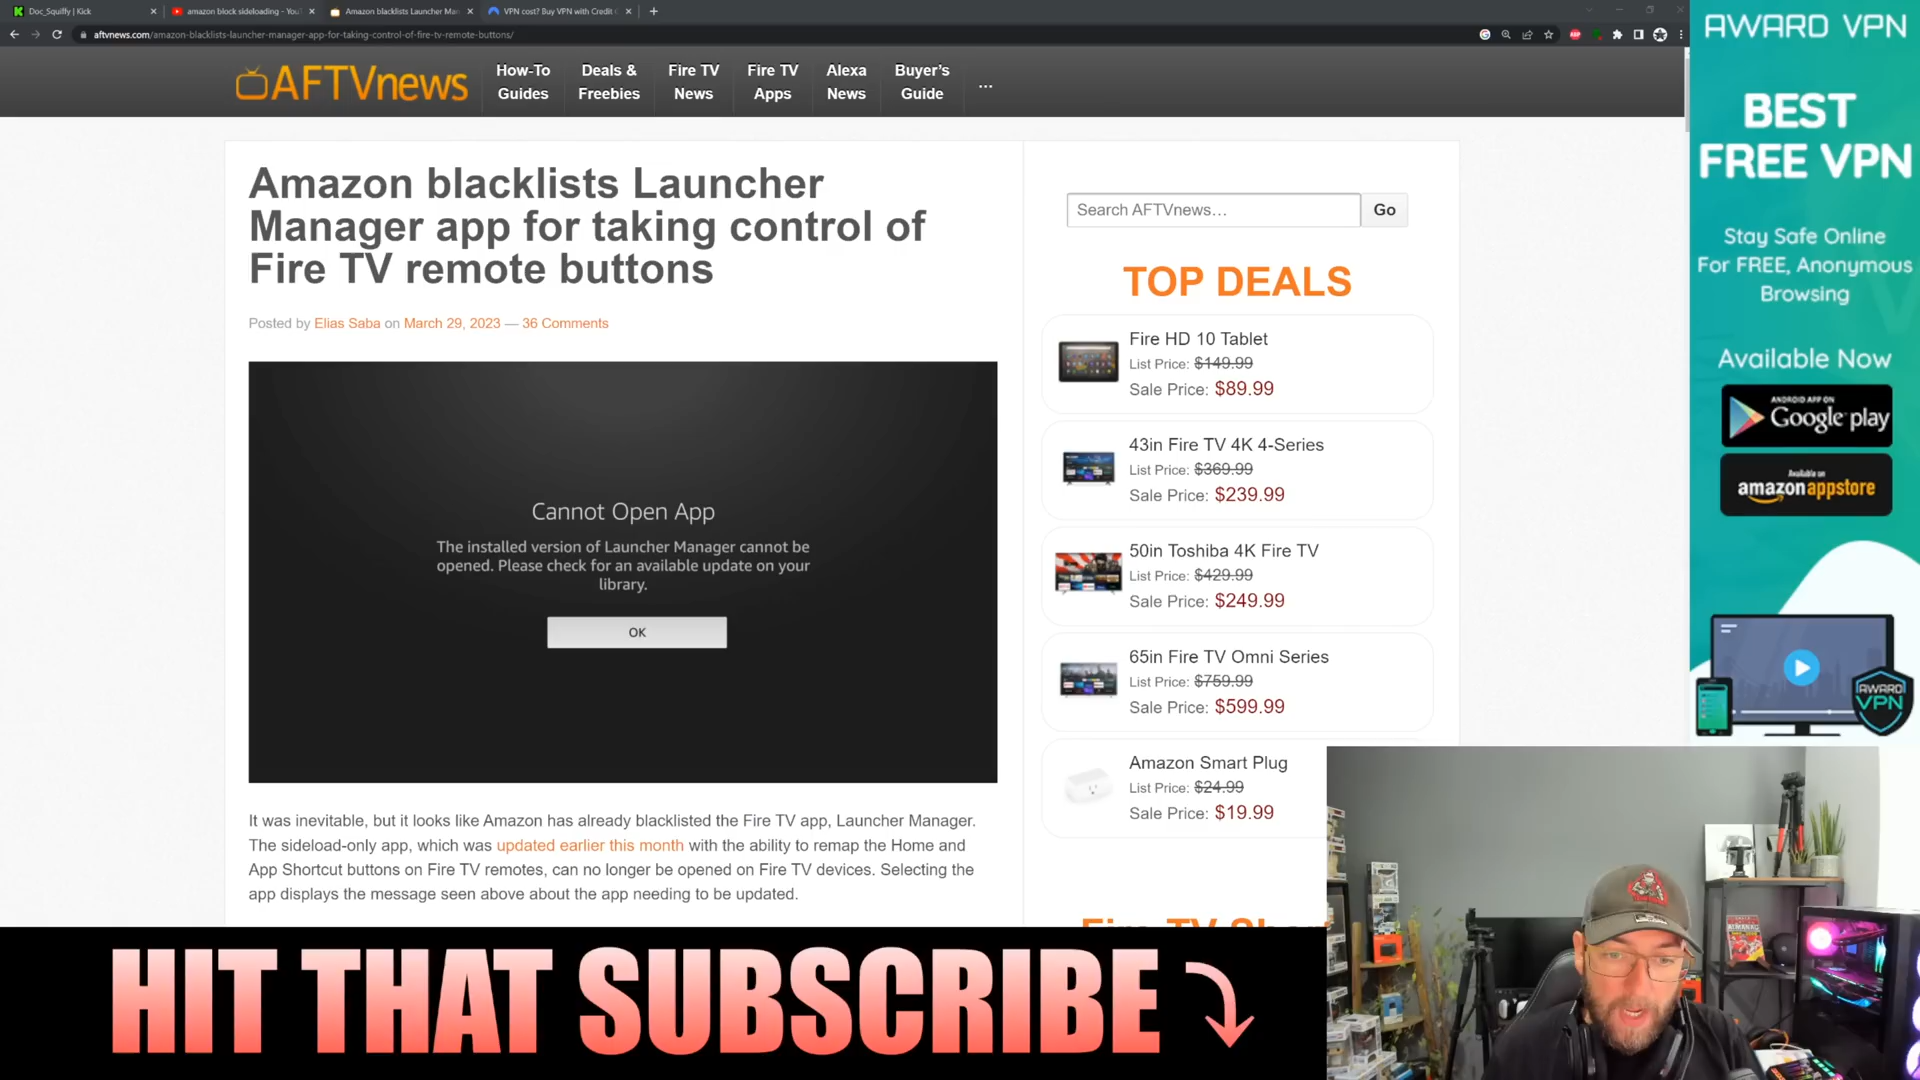 Doc_Squiffy | Kick
amazon block sideloading - You
Amazon blacklists Launcher Man
VPN cost? Buy VPN with Credit C
aftvnews.com/amazon-blacklists-launcher-manager-app-for-taking-control-of-fire-tv-remote-buttons/
AFTVnews
How-To
Guides
Deals &
Freebies
Fire TV
News
Fire TV
Apps
Alexa
News
Buyer's
Guide
...
Amazon blacklists Launcher
Manager app for taking control of
Fire TV remote buttons
Posted by Elias Saba on March 29, 2023 — 36 Comments
Cannot Open App
The installed version of Launcher Manager cannot be
opened. Please check for an available update on your
library.
OK
It was inevitable, but it looks like Amazon has already blacklisted the Fire TV app, Launcher Manager.
The sideload-only app, which was updated earlier this month with the ability to remap the Home and
App Shortcut buttons on Fire TV remotes, can no longer be opened on Fire TV devices. Selecting the
app displays the message seen above about the app needing to be updated.
Search AFTVnews…
Go
TOP DEALS
Fire HD 10 Tablet
List Price: $149.99
Sale Price: $89.99
43in Fire TV 4K 4-Series
List Price: $369.99
Sale Price: $239.99
50in Toshiba 4K Fire TV
List Price: $429.99
Sale Price: $249.99
65in Fire TV Omni Series
List Price: $759.99
Sale Price: $599.99
Amazon Smart Plug
List Price: $24.99
Sale Price: $19.99
AWARD VPN
BEST
FREE VPN
Stay Safe Online
For FREE, Anonymous
Browsing
Available Now
ANDROID APP ON
Google play
Available on
amazon appstore
AWARD
VPN
HIT THAT SUBSCRIBE